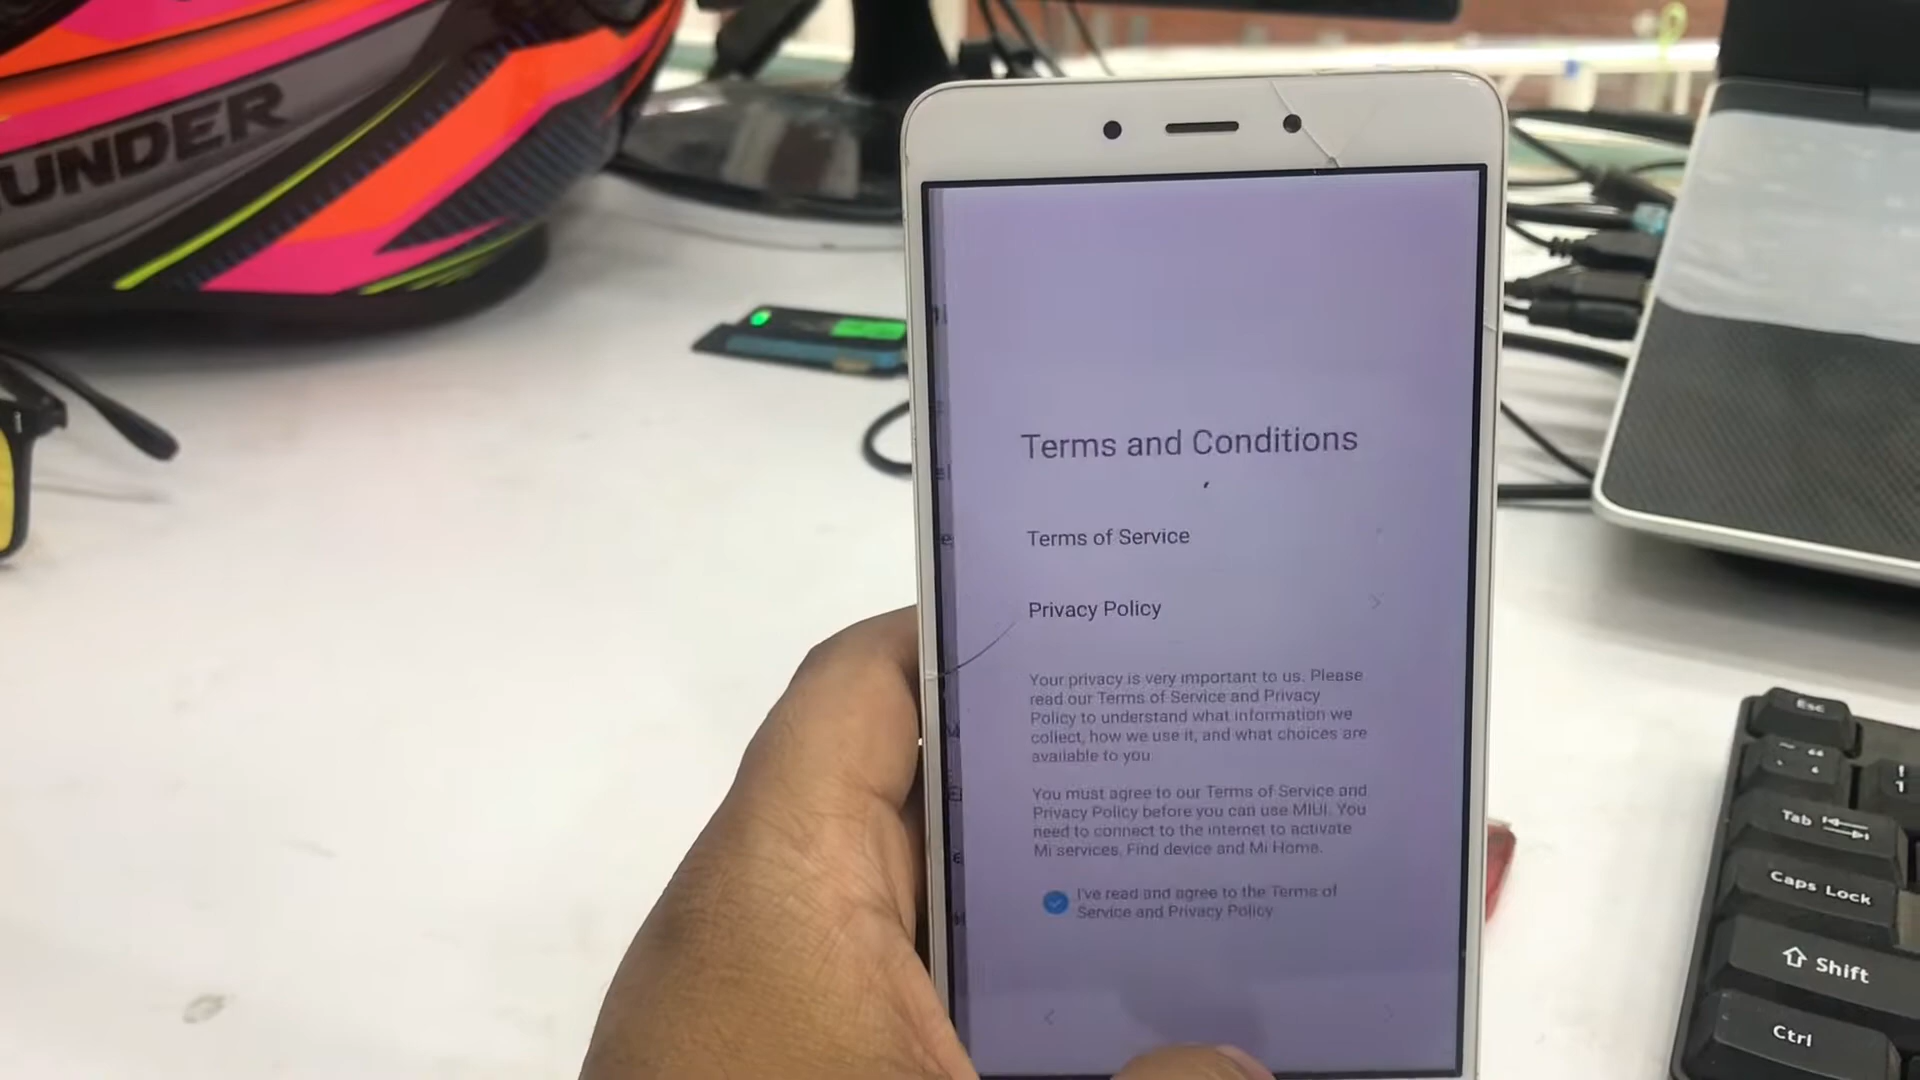 UNDER
Terms and Conditions
Terms of Service
Privacy Policy
Your privacy is very important to us. Please
read our Terms of Service and Privacy
Policy to understand what information we
collect, how we use it, and what choices are
available to you
You must agree to our Terms of Service and
Privacy Policy before you can use MIUI. You
need to connect to the internet to activate
Mi services, Find device and Mi Home.
I've read and agree to the Terms of
Service and Privacy Policy
Esc
! 1
Tab
Caps Lock
Shift
Ctrl